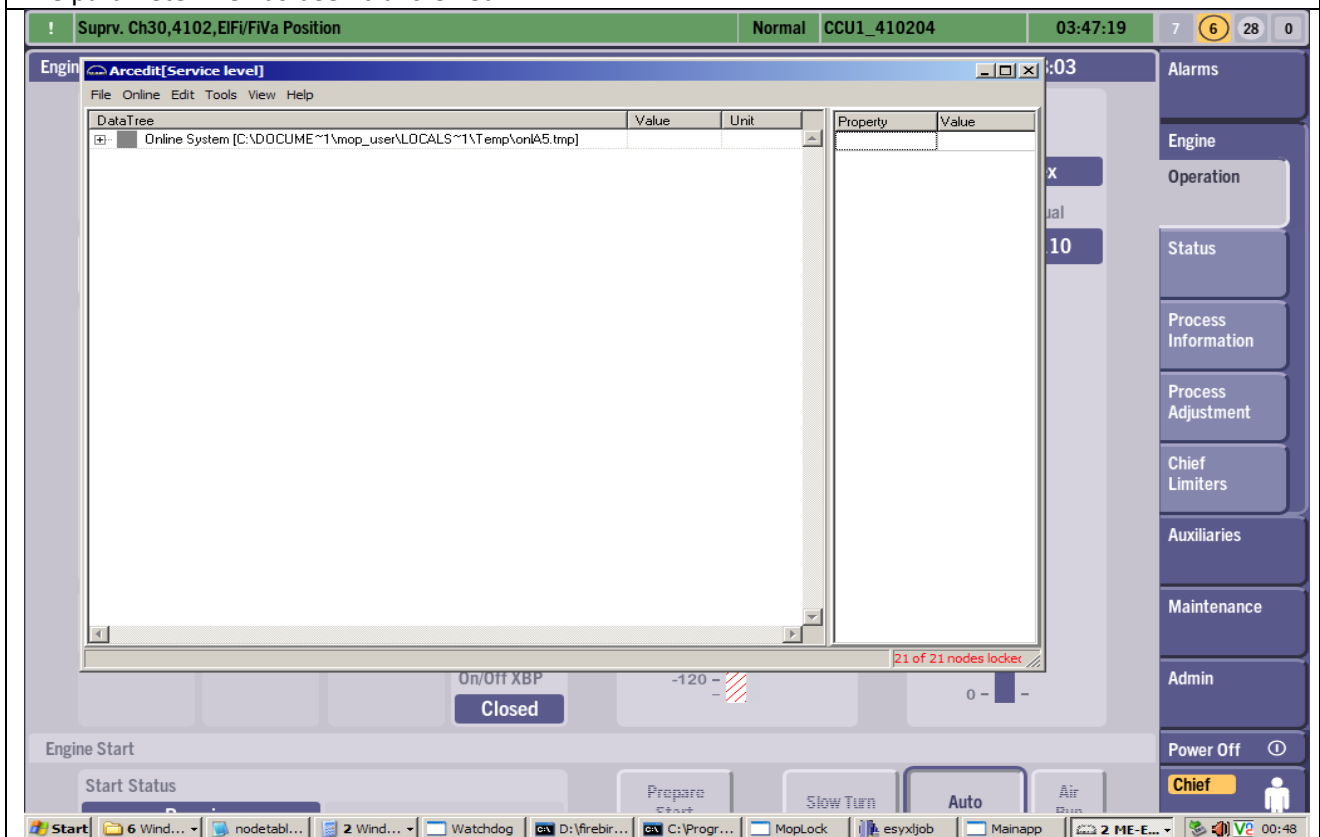 ! Suprv. Ch30,4102,ElFi/FiVa Position Normal CCU1_410204 03:47:19 7 6 28 0
Engin :03
Arcedit[Service level]
File Online Edit Tools View Help
DataTree Value Unit Property Value
Online System [C:\DOCUME~1\mop_user\LOCALS~1\Temp\onlA5.tmp]
x
ual
10
21 of 21 nodes locked
On/Off XBP -120
Closed 0
Engine Start
Start Status
Prepare Slow Turn Auto Air
Alarms
Engine
Operation
Status
Process
Information
Process
Adjustment
Chief
Limiters
Auxiliaries
Maintenance
Admin
Power Off
Chief
Start 6 Wind... nodetabl... 2 Wind... Watchdog D:\firebir... C:\Progr... MopLock esyxljob Mainapp 2 ME-E... 00:48